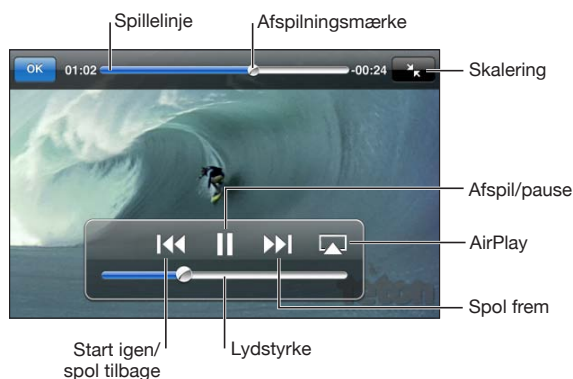 Spillelinje
Afspilningsmærke
OK
01:02
-00:24
Skalering
Afspil/pause
AirPlay
Spol frem
Start igen/
spol tilbage
Lydstyrke